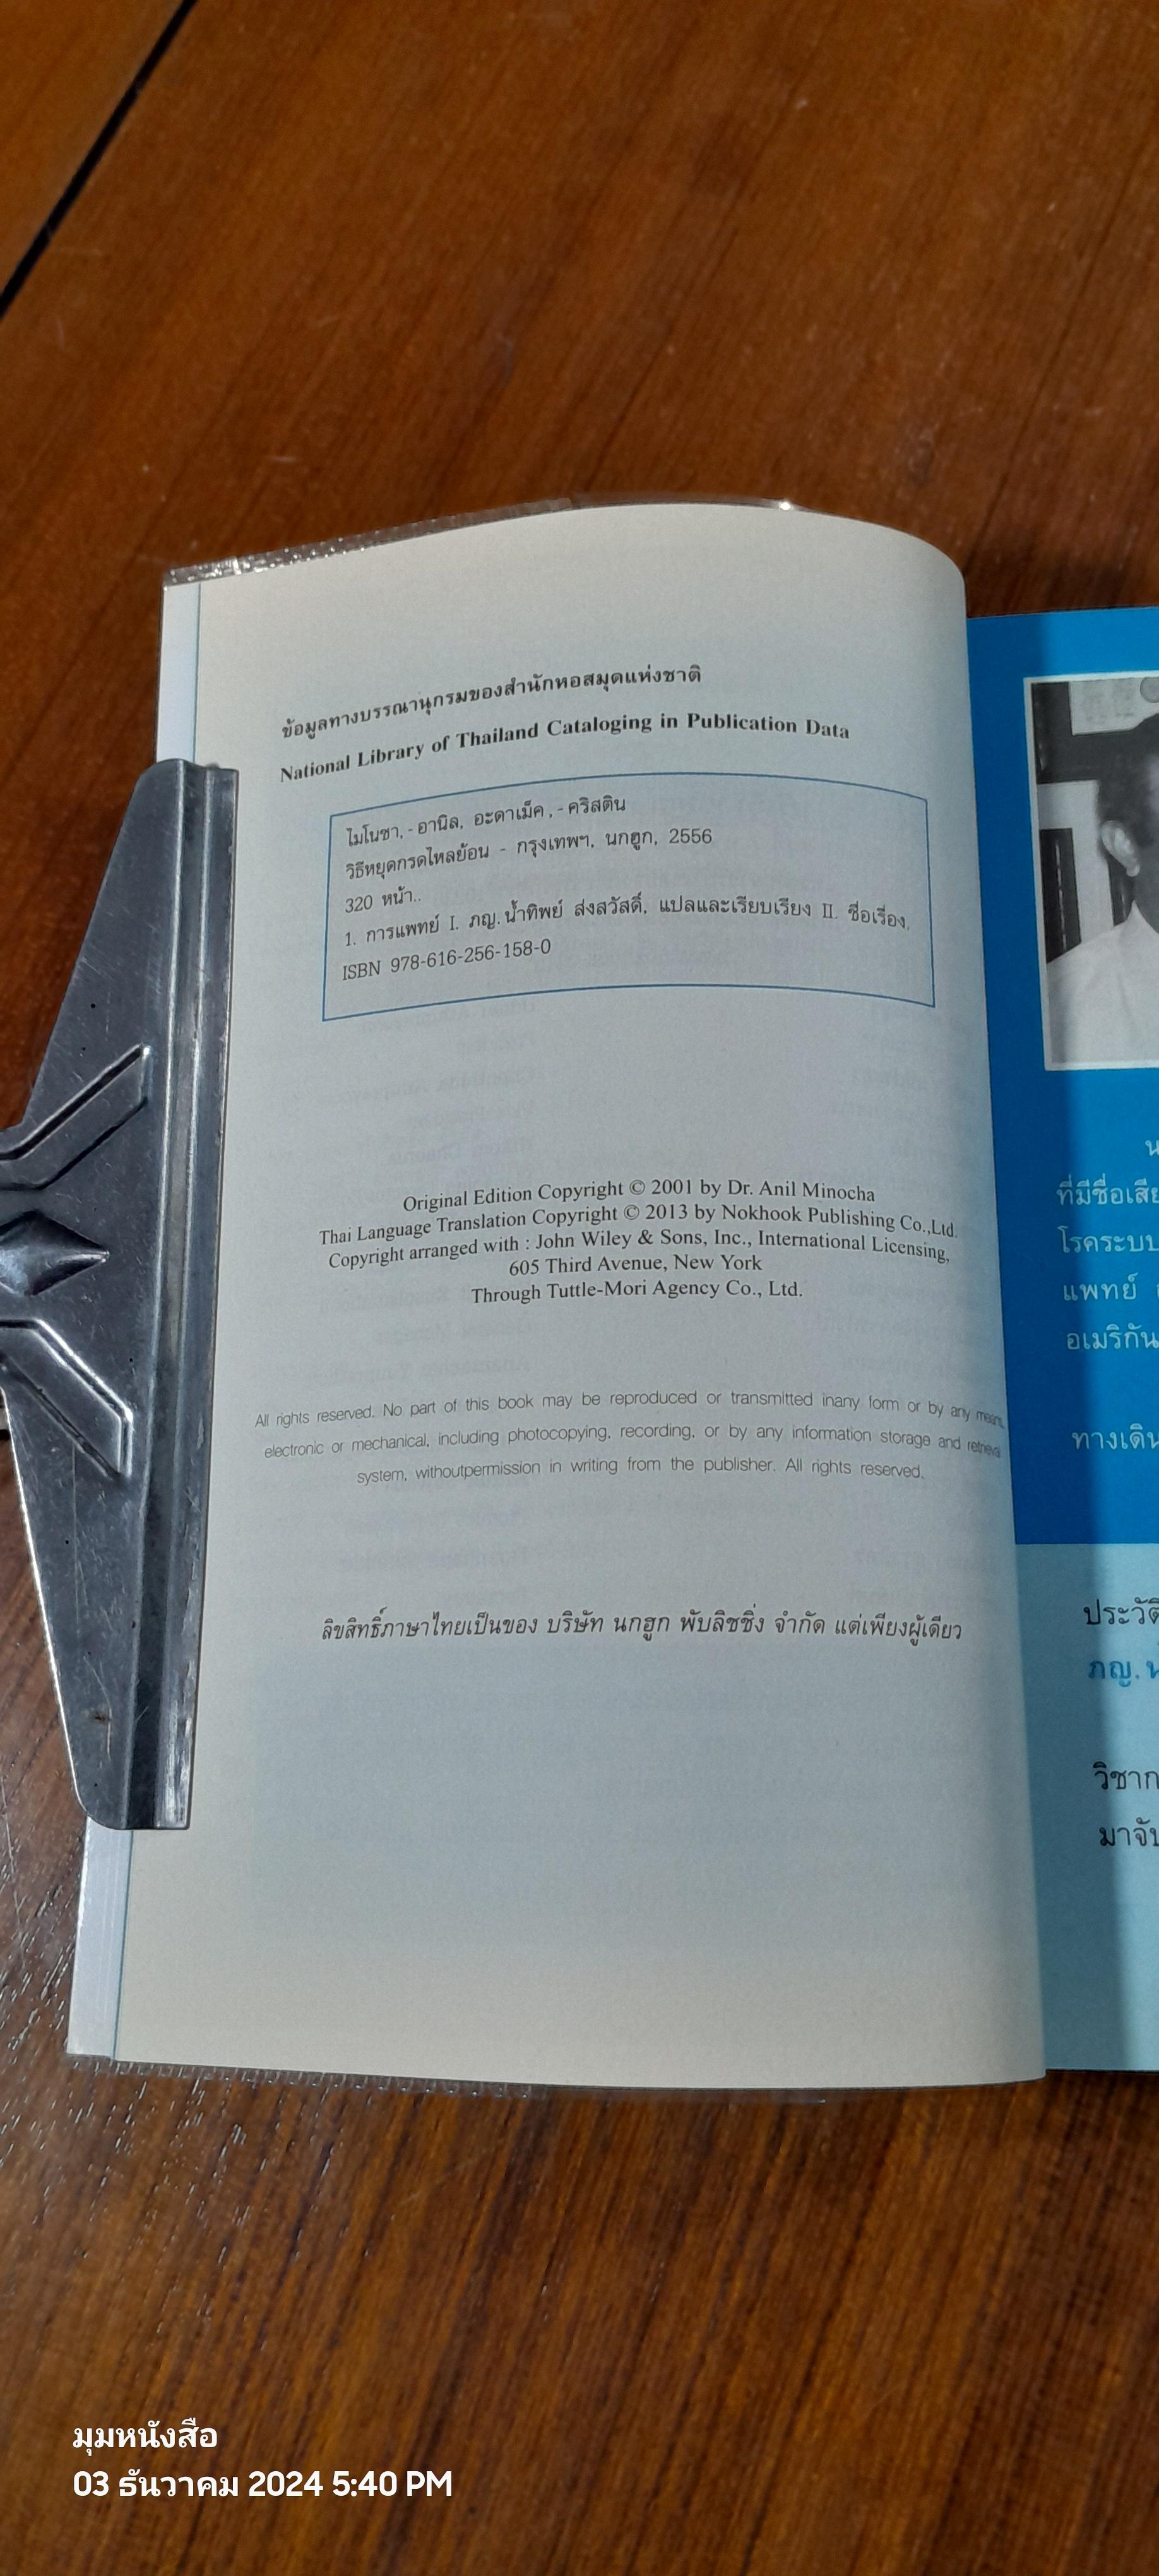 ข้อมูลทางบรรณานุกรมของสำนักหอสมุดแห่งชาติ
National Library of Thailand Cataloging in Publication Data
ไมโนชา, - อานิล, อะดาเม็ค , - คริสติน
วิธีหยุดกรดไหลย้อน - กรุงเทพฯ, นกฮูก, 2556
320 หน้า..
1. การแพทย์ I. ภญ.น้ำทิพย์ ส่งสวัสดิ์, แปลและเรียบเรียง II. ชื่อเรื่อง.
ISBN 978-616-256-158-0
Original Edition Copyright © 2001 by Dr. Anil Minocha
Thai Language Translation Copyright © 2013 by Nokhook Publishing Co.,Ltd.
Copyright arranged with : John Wiley & Sons, Inc., International Licensing,
605 Third Avenue, New York
Through Tuttle-Mori Agency Co., Ltd.
All rights reserved. No part of this book may be reproduced or transmitted inany form or by any means,
electronic or mechanical, including photocopying, recording, or by any information storage and retrieval
system, withoutpermission in writing from the publisher. All rights reserved.
ลิขสิทธิ์ภาษาไทยเป็นของ บริษัท นกฮูก พับลิชชิ่ง จำกัด แต่เพียงผู้เดียว
ที่มีชื่อเสีย
โรคระบบ
แพทย์
อเมริกัน
ทางเดิน
ประวัติ
ภญ.น้
วิชาก
มาจับ
มุมหนังสือ
03 ธันวาคม 2024 5:40 PM